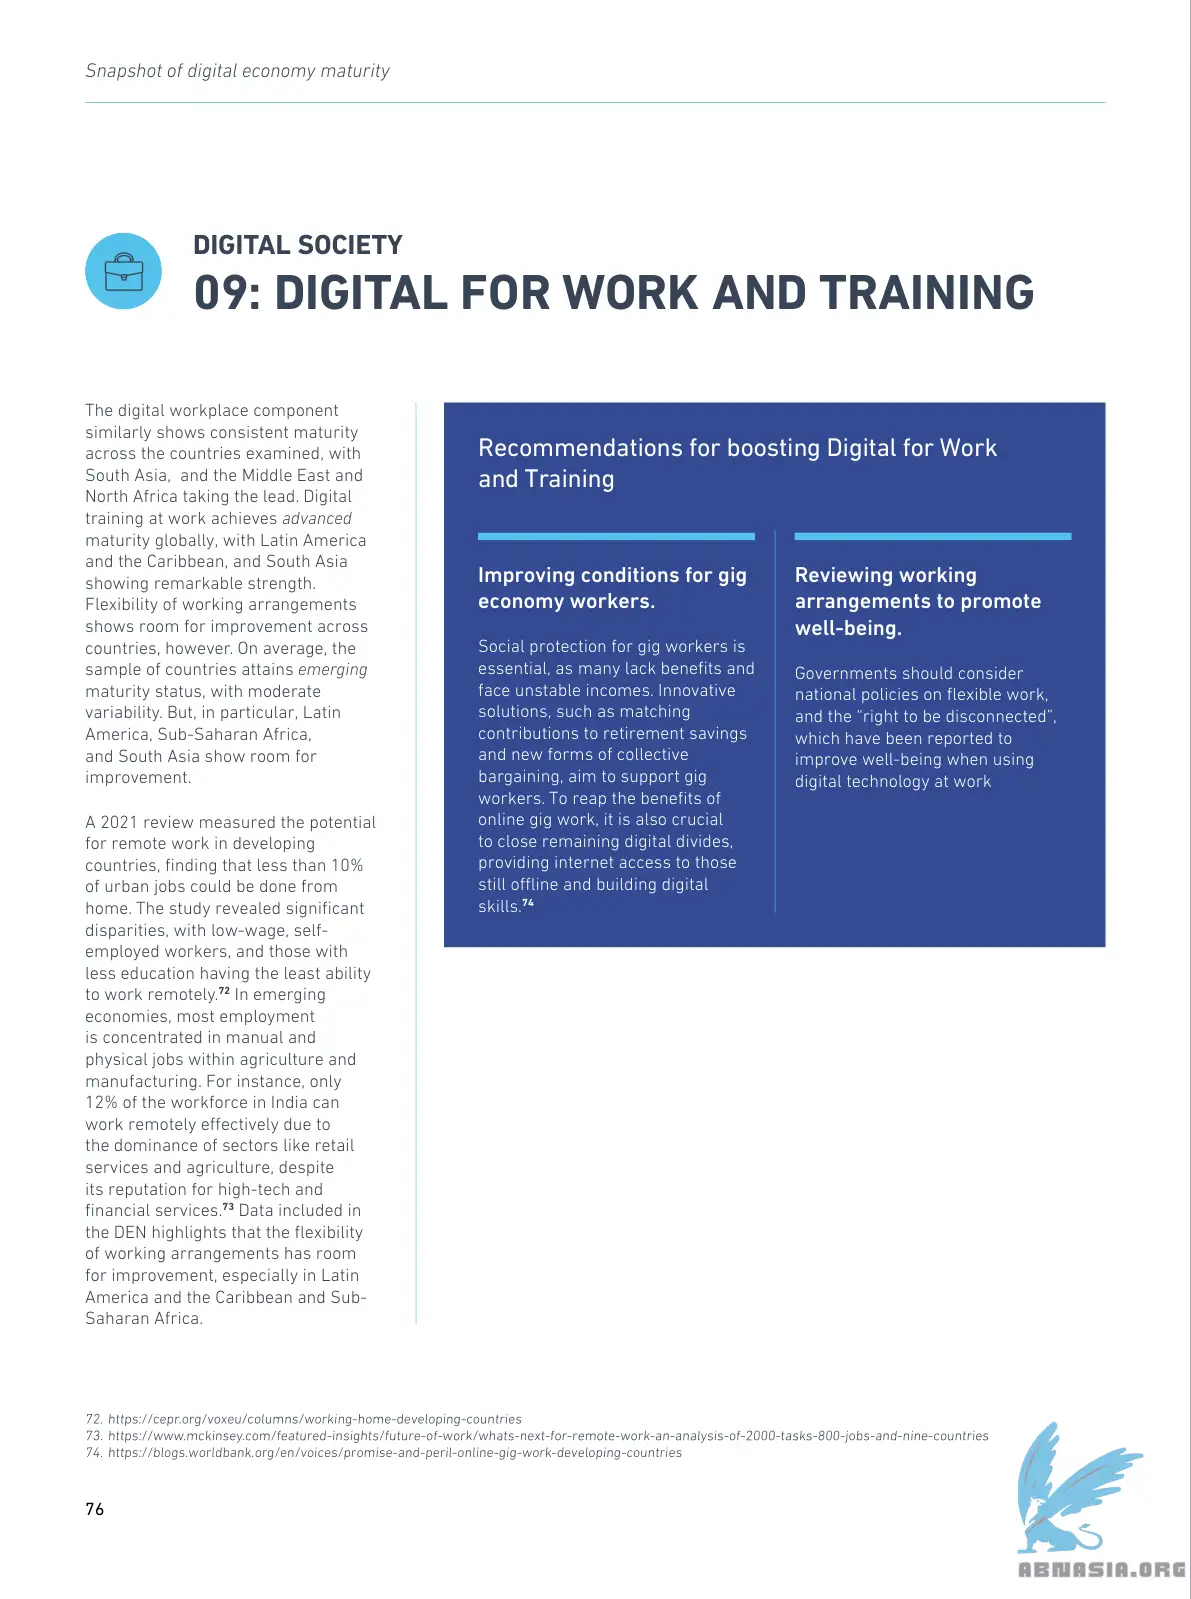 Snapshot of digital economy maturity
DIGITAL SOCIETY
09: DIGITAL FOR WORK AND TRAINING
The digital workplace component
similarly shows consistent maturity
across the countries examined, with
South Asia,  and the Middle East and
North Africa taking the lead. Digital
training at work achieves advanced
maturity globally, with Latin America
and the Caribbean, and South Asia
showing remarkable strength.
Flexibility of working arrangements
shows room for improvement across
countries, however. On average, the
sample of countries attains emerging
maturity status, with moderate
variability. But, in particular, Latin
America, Sub-Saharan Africa,
and South Asia show room for
improvement.
A 2021 review measured the potential
for remote work in developing
countries, finding that less than 10%
of urban jobs could be done from
home. The study revealed significant
disparities, with low-wage, self-
employed workers, and those with
less education having the least ability
to work remotely.72 In emerging
economies, most employment
is concentrated in manual and
physical jobs within agriculture and
manufacturing. For instance, only
12% of the workforce in India can
work remotely effectively due to
the dominance of sectors like retail
services and agriculture, despite
its reputation for high-tech and
financial services.73 Data included in
the DEN highlights that the flexibility
of working arrangements has room
for improvement, especially in Latin
America and the Caribbean and Sub-
Saharan Africa.
Recommendations for boosting Digital for Work
and Training
Improving conditions for gig
economy workers.
Social protection for gig workers is
essential, as many lack benefits and
face unstable incomes. Innovative
solutions, such as matching
contributions to retirement savings
and new forms of collective
bargaining, aim to support gig
workers. To reap the benefits of
online gig work, it is also crucial
to close remaining digital divides,
providing internet access to those
still offline and building digital
skills.74
Reviewing working
arrangements to promote
well-being.
Governments should consider
national policies on flexible work,
and the “right to be disconnected”,
which have been reported to
improve well-being when using
digital technology at work
72. https://cepr.org/voxeu/columns/working-home-developing-countries
73. https://www.mckinsey.com/featured-insights/future-of-work/whats-next-for-remote-work-an-analysis-of-2000-tasks-800-jobs-and-nine-countries
74. https://blogs.worldbank.org/en/voices/promise-and-peril-online-gig-work-developing-countries
76
ABNASIA.ORG